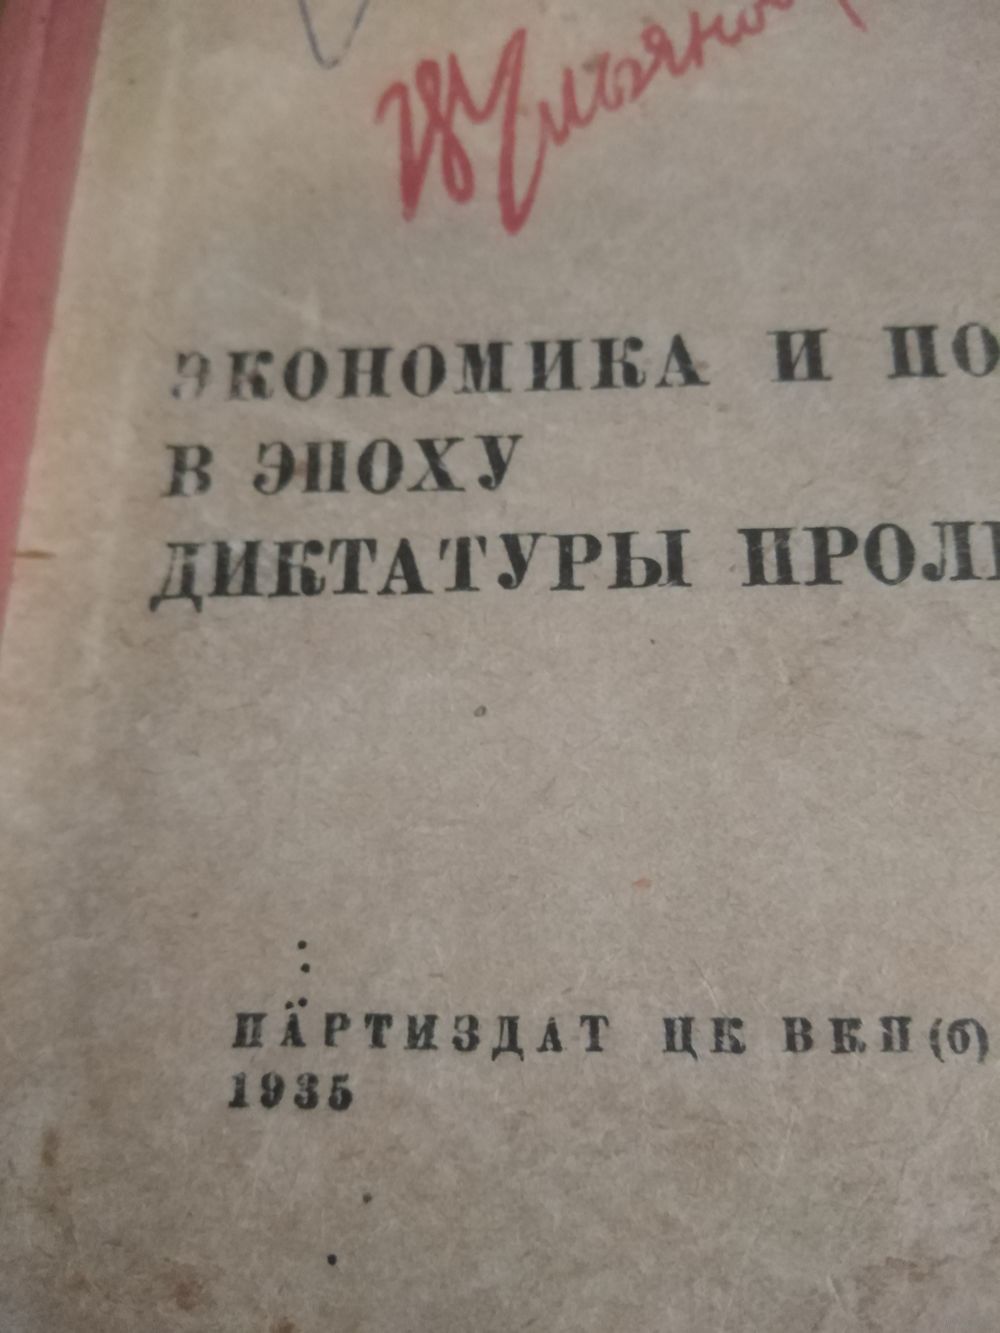 ЭКОНОМИКА И ПО
В ЭПОХУ
ДИКТАТУРЫ ПРОЛ
ПАРТИЗДАТ ЦК ВКП(б)
1935